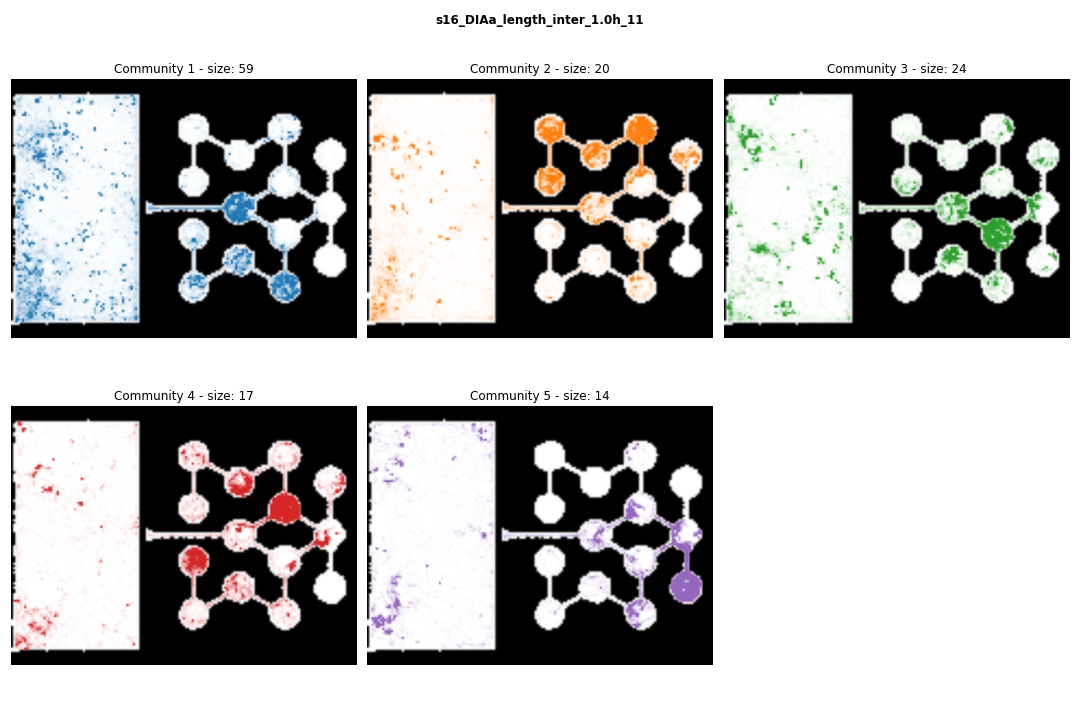 s16_DIAa_length_inter_1.0h_11
Community 1 - size: 59
Community 2 - size: 20
Community 3 - size: 24
Community 4 - size: 17
Community 5 - size: 14